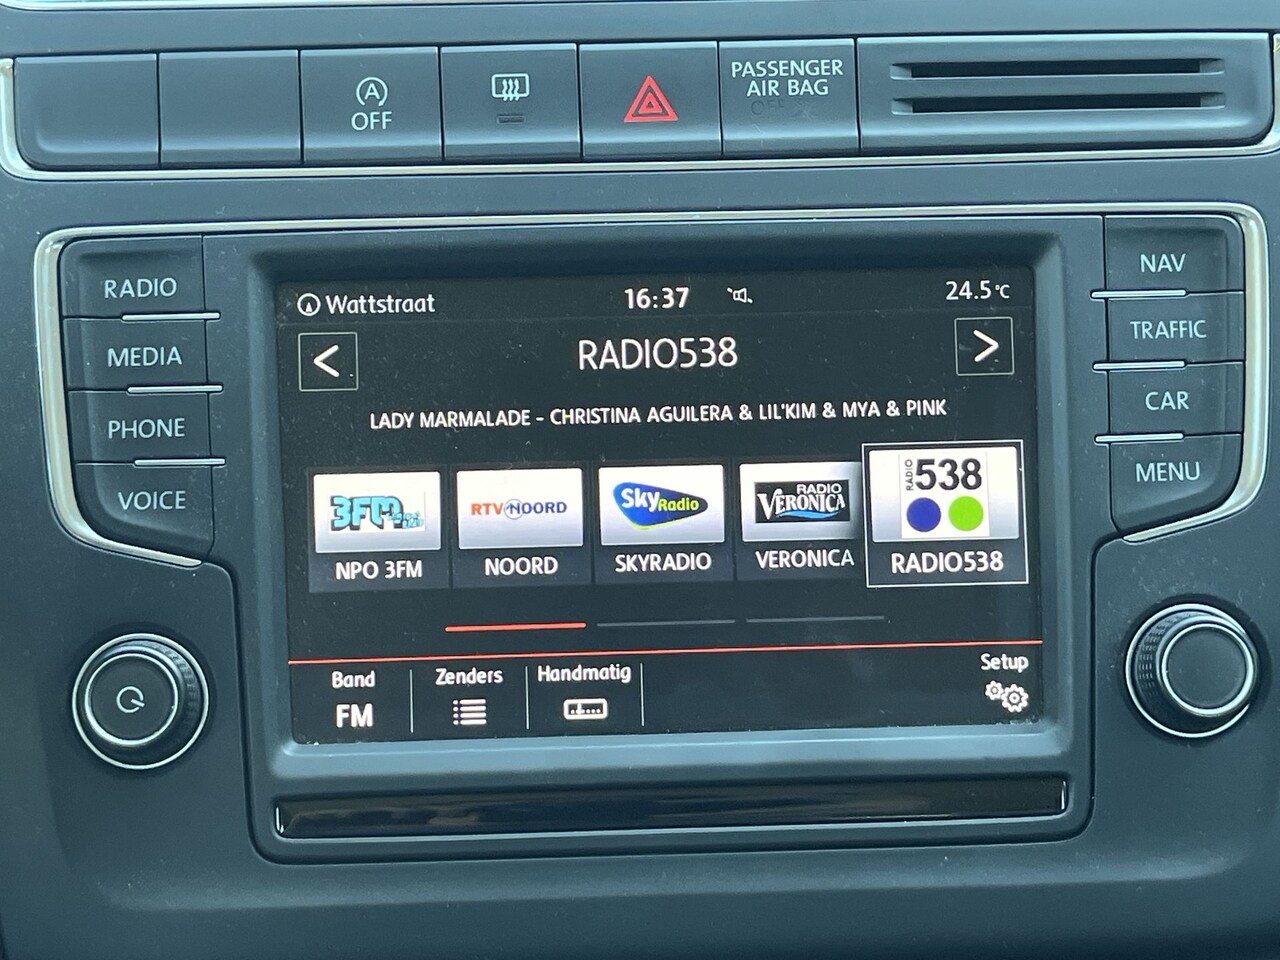 A
OFF
PASSENGER
AIR BAG
OFF
RADIO
MEDIA
PHONE
VOICE
Wattstraat
16:37
24.5°C
<
RADIO538
>
LADY MARMALADE - CHRISTINA AGUILERA & LIL'KIM & MYA & PINK
3FM
RTV NOORD
Sky Radio
RADIO
VERONICA
RADIO
538
NPO 3FM
NOORD
SKYRADIO
VERONICA
RADIO538
Band
FM
Zenders
Handmatig
Setup
NAV
TRAFFIC
CAR
MENU